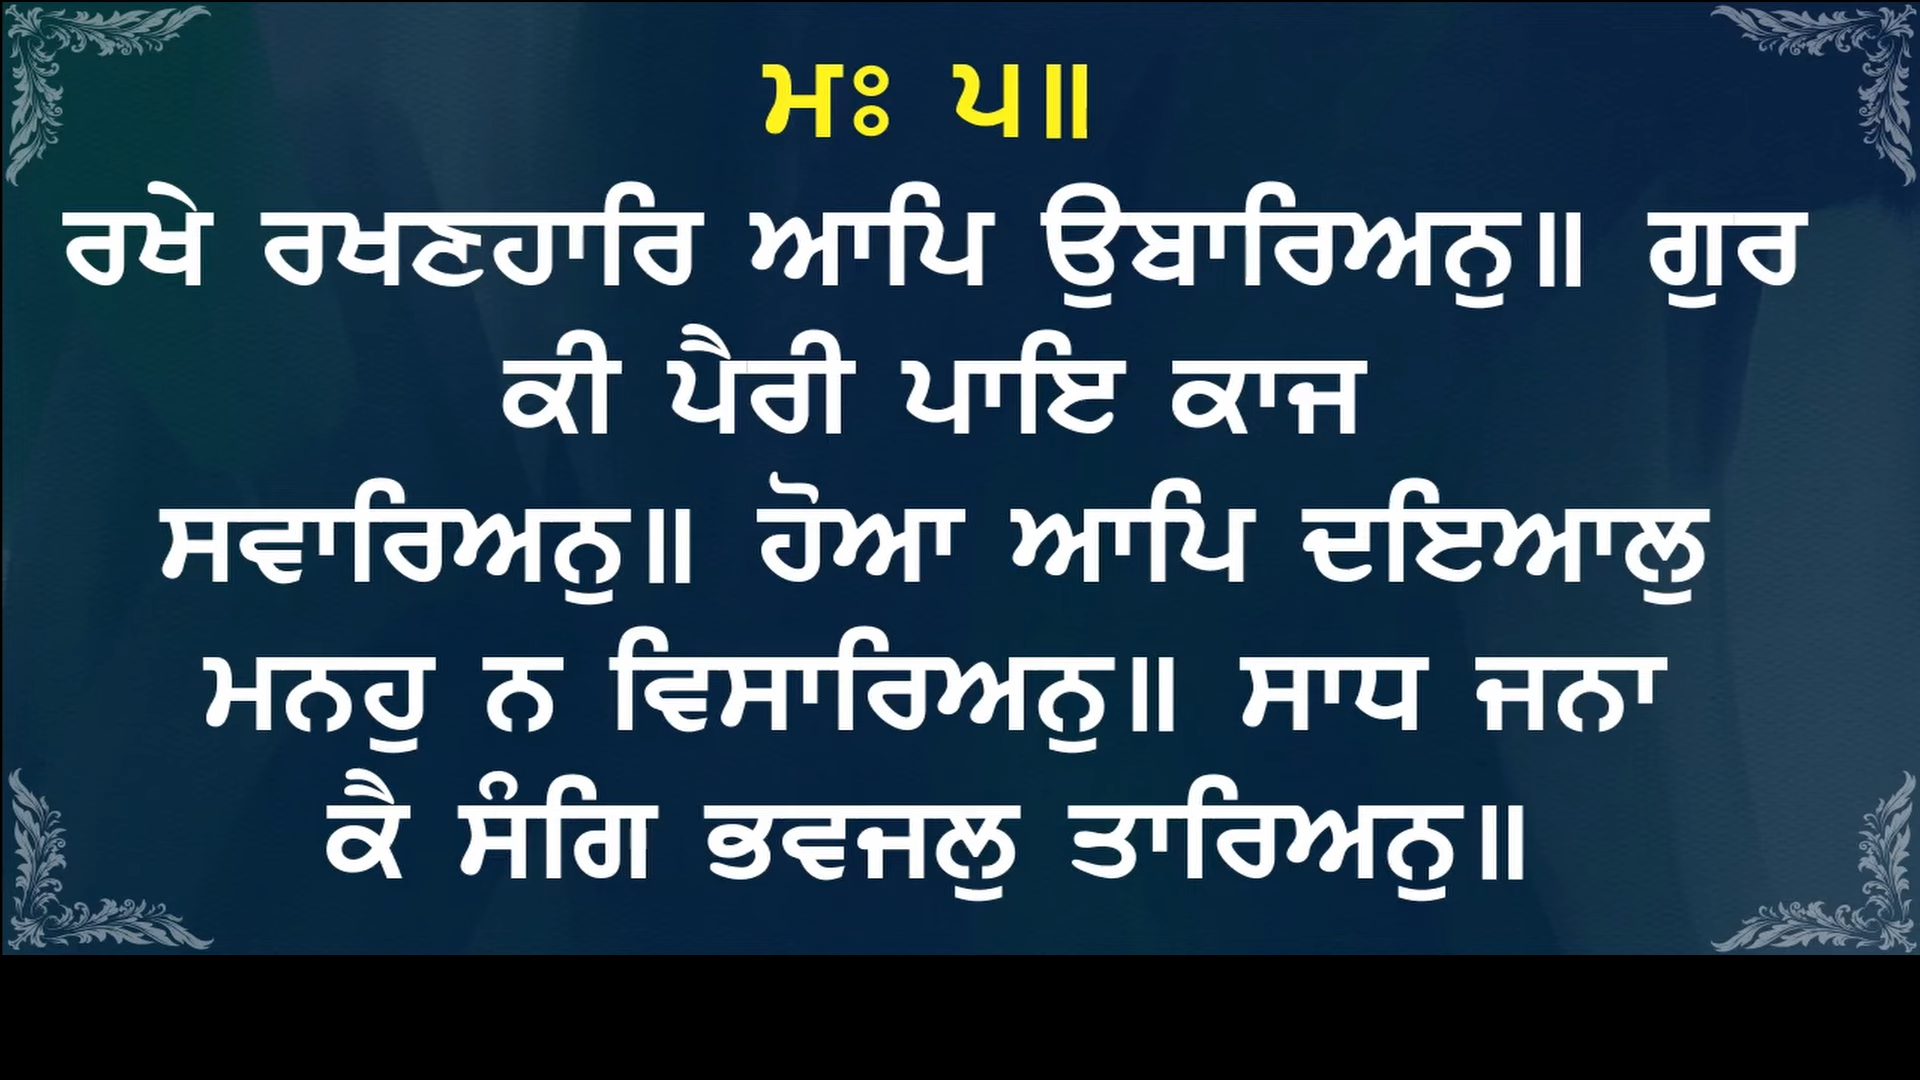 ਮਃ ੫॥
ਰਖੇ ਰਖਣਹਾਰਿ ਆਪਿ ਉਬਾਰਿਅਨੁ॥ ਗੁਰ
ਕੀ ਪੈਰੀ ਪਾਇ ਕਾਜ
ਸਵਾਰਿਅਨੁ॥ ਹੋਆ ਆਪਿ ਦਇਆਲੁ
ਮਨਹੁ ਨ ਵਿਸਾਰਿਅਨੁ॥ ਸਾਧ ਜਨਾ
ਕੈ ਸੰਗਿ ਭਵਜਲੁ ਤਾਰਿਅਨੁ॥